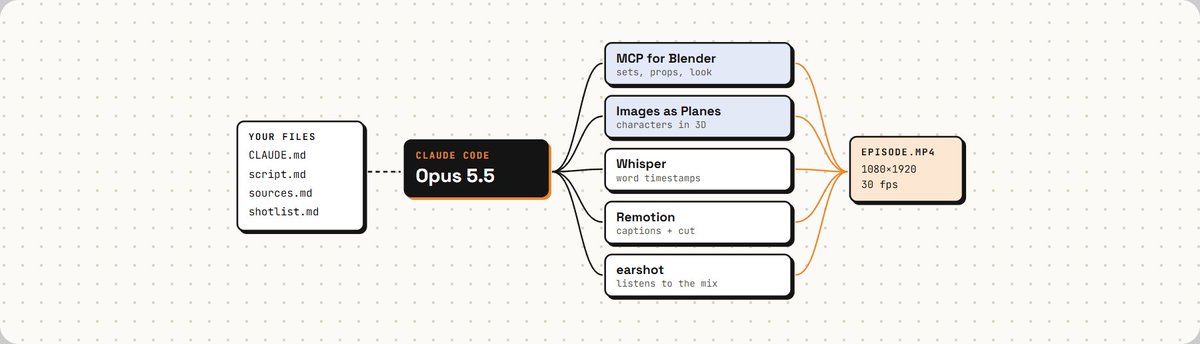 YOUR FILES
CLAUDE.md
script.md
sources.md
shotlist.md
CLAUDE CODE
Opus 5.5
MCP for Blender
sets, props, look
Images as Planes
characters in 3D
Whisper
word timestamps
Remotion
captions + cut
earshot
listens to the mix
EPISODE.MP4
1080×1920
30 fps